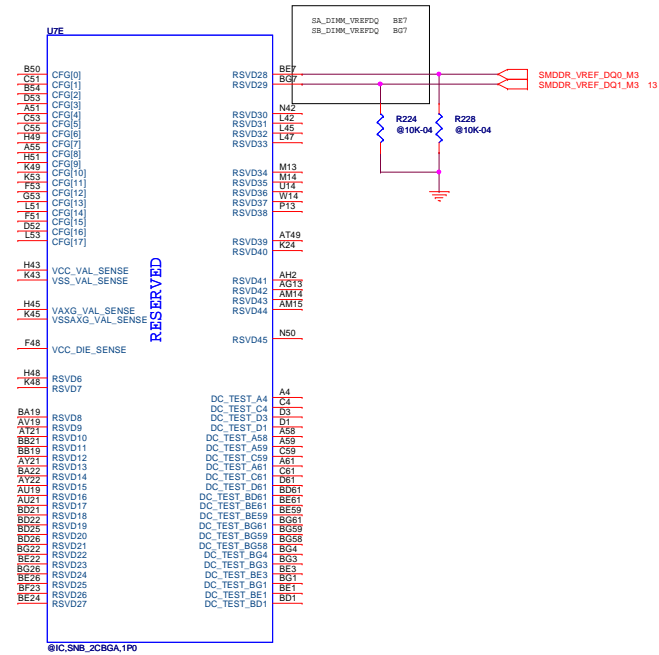 SA_DIMM_VREFDQ BE7
SB_DIMM_VREFDQ BG7
U7E
B50 CFG[0]
C51 CFG[1]
B54 CFG[2]
D53 CFG[3]
A51 CFG[4]
C53 CFG[5]
C55 CFG[6]
H49 CFG[7]
A55 CFG[8]
H51 CFG[9]
K49 CFG[10]
K53 CFG[11]
F53 CFG[12]
G53 CFG[13]
L51 CFG[14]
F51 CFG[15]
D52 CFG[16]
L53 CFG[17]
H43 VCC_VAL_SENSE
K43 VSS_VAL_SENSE
H45 VAXG_VAL_SENSE
K45 VSSAXG_VAL_SENSE
F48 VCC_DIE_SENSE
H48 RSVD6
K48 RSVD7
BA19 RSVD8
AV19 RSVD9
AT21 RSVD10
BB21 RSVD11
BB19 RSVD12
AY21 RSVD13
BA22 RSVD14
AY22 RSVD15
AU19 RSVD16
AU21 RSVD17
BD21 RSVD18
BD22 RSVD19
BD25 RSVD20
BD26 RSVD21
BG22 RSVD22
BE22 RSVD23
BG26 RSVD24
BE26 RSVD25
BF23 RSVD26
BE24 RSVD27
RESERVED
RSVD28 BE7
RSVD29 BG7
RSVD30 N42
RSVD31 L42
RSVD32 L45
RSVD33 L47
RSVD34 M13
RSVD35 M14
RSVD36 U14
RSVD37 W14
RSVD38 P13
RSVD39 AT49
RSVD40 K24
RSVD41 AH2
RSVD42 AG13
RSVD43 AM14
RSVD44 AM15
RSVD45 N50
DC_TEST_A4 A4
DC_TEST_C4 C4
DC_TEST_D3 D3
DC_TEST_D1 D1
DC_TEST_A58 A58
DC_TEST_A59 A59
DC_TEST_C59 C59
DC_TEST_A61 A61
DC_TEST_C61 C61
DC_TEST_D61 D61
DC_TEST_BD61 BD61
DC_TEST_BE61 BE61
DC_TEST_BE59 BE59
DC_TEST_BG61 BG61
DC_TEST_BG59 BG59
DC_TEST_BG58 BG58
DC_TEST_BG4 BG4
DC_TEST_BG3 BG3
DC_TEST_BE3 BE3
DC_TEST_BG1 BG1
DC_TEST_BE1 BE1
DC_TEST_BD1 BD1
SMDDR_VREF_DQ0_M3
SMDDR_VREF_DQ1_M3 13
R224
@10K-04
R228
@10K-04
@IC,SNB_2CBGA,1P0